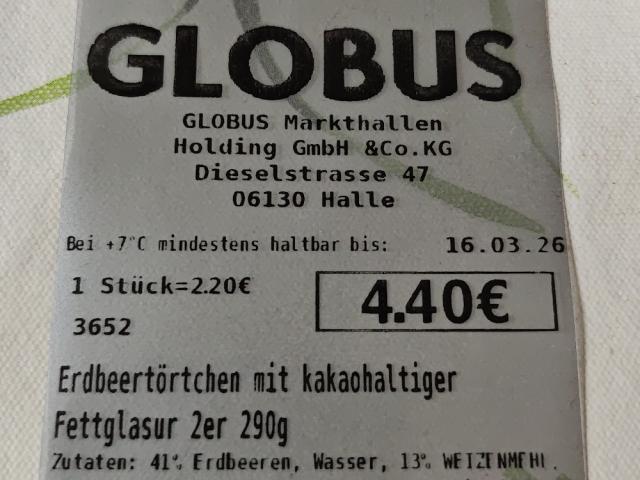 GLOBUS
GLOBUS Markthallen
Holding GmbH &Co.KG
Dieselstrasse 47
06130 Halle
Bei +7°C mindestens haltbar bis: 16.03.26
1 Stück=2.20€
4.40€
3652
Erdbeertörtchen mit kakaohaltiger
Fettglasur 2er 290g
Zutaten: 41% Erdbeeren, Wasser, 13% WEIZENMEHL,